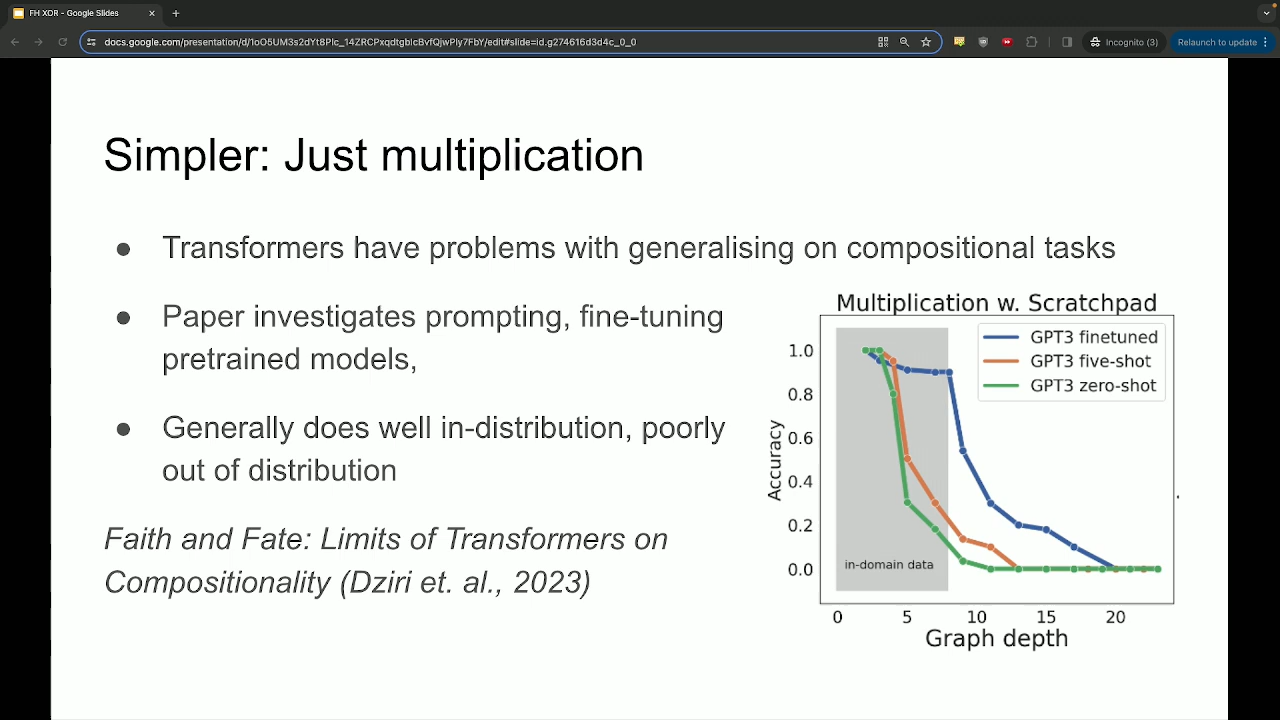 FH XOR - Google Slides
docs.google.com/presentation/d/1oO5UM3s2dYt8Plc_14ZRCPxqdtgblcBvfQjwPly7FbY/edit#slide=id.g274616d3d4c_0_0
Incognito (3)
Relaunch to update
Simpler: Just multiplication
● Transformers have problems with generalising on compositional tasks
● Paper investigates prompting, fine-tuning
pretrained models,
● Generally does well in-distribution, poorly
out of distribution
Faith and Fate: Limits of Transformers on
Compositionality (Dziri et. al., 2023)
Multiplication w. Scratchpad
GPT3 finetuned
GPT3 five-shot
GPT3 zero-shot
1.0
0.8
0.6
0.4
0.2
0.0
Accuracy
in-domain data
0 5 10 15 20
Graph depth